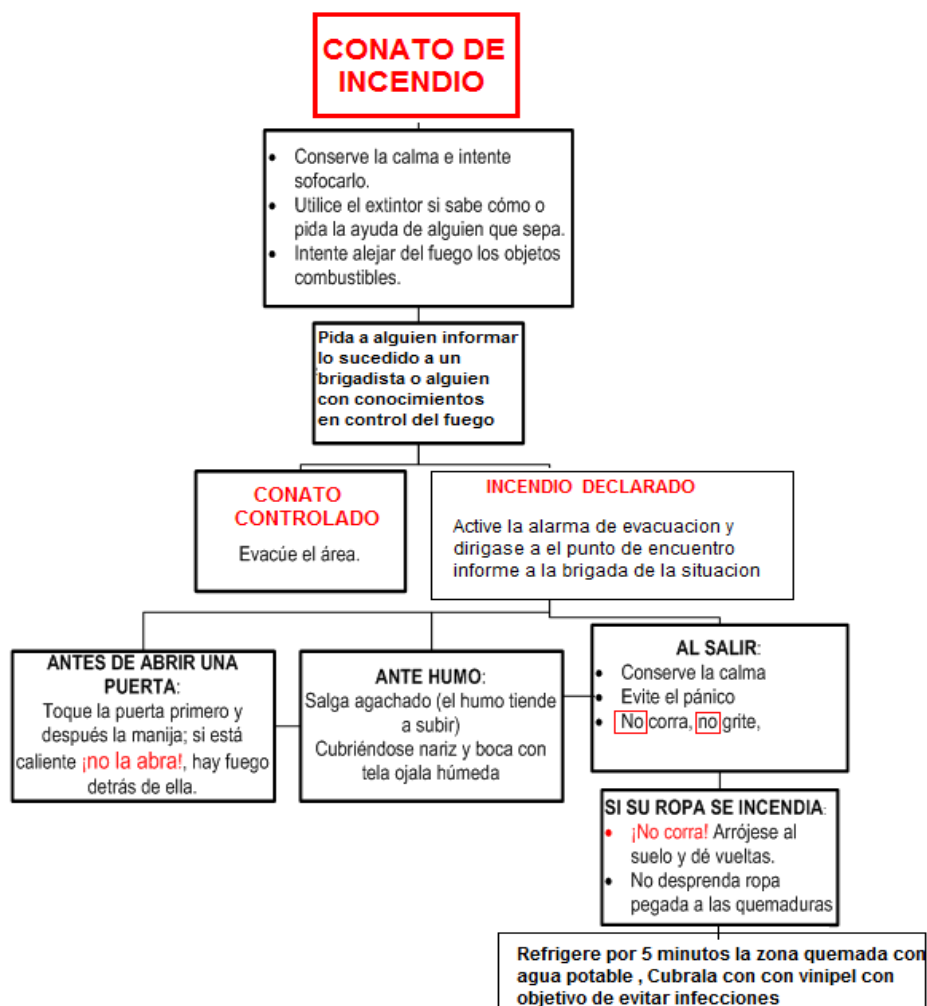 CONATO DE
INCENDIO
• Conserve la calma e intente
sofocarlo.
• Utilice el extintor si sabe cómo o
pida la ayuda de alguien que sepa.
• Intente alejar del fuego los objetos
combustibles.
Pida a alguien informar
lo sucedido a un
brigadista o alguien
con conocimientos
en control del fuego
CONATO
CONTROLADO
Evacúe el área.
INCENDIO DECLARADO
Active la alarma de evacuacion y
dirigase a el punto de encuentro
informe a la brigada de la situacion
ANTES DE ABRIR UNA
PUERTA:
Toque la puerta primero y
después la manija; si está
caliente ¡no la abra!, hay fuego
detrás de ella.
ANTE HUMO:
Salga agachado (el humo tiende
a subir)
Cubriéndose nariz y boca con
tela ojala húmeda
AL SALIR:
• Conserve la calma
• Evite el pánico
• No corra, no grite,
SI SU ROPA SE INCENDIA:
• ¡No corra! Arrójese al
suelo y dé vueltas.
• No desprenda ropa
pegada a las quemaduras
Refrigere por 5 minutos la zona quemada con
agua potable , Cubrala con con vinipel con
objetivo de evitar infecciones